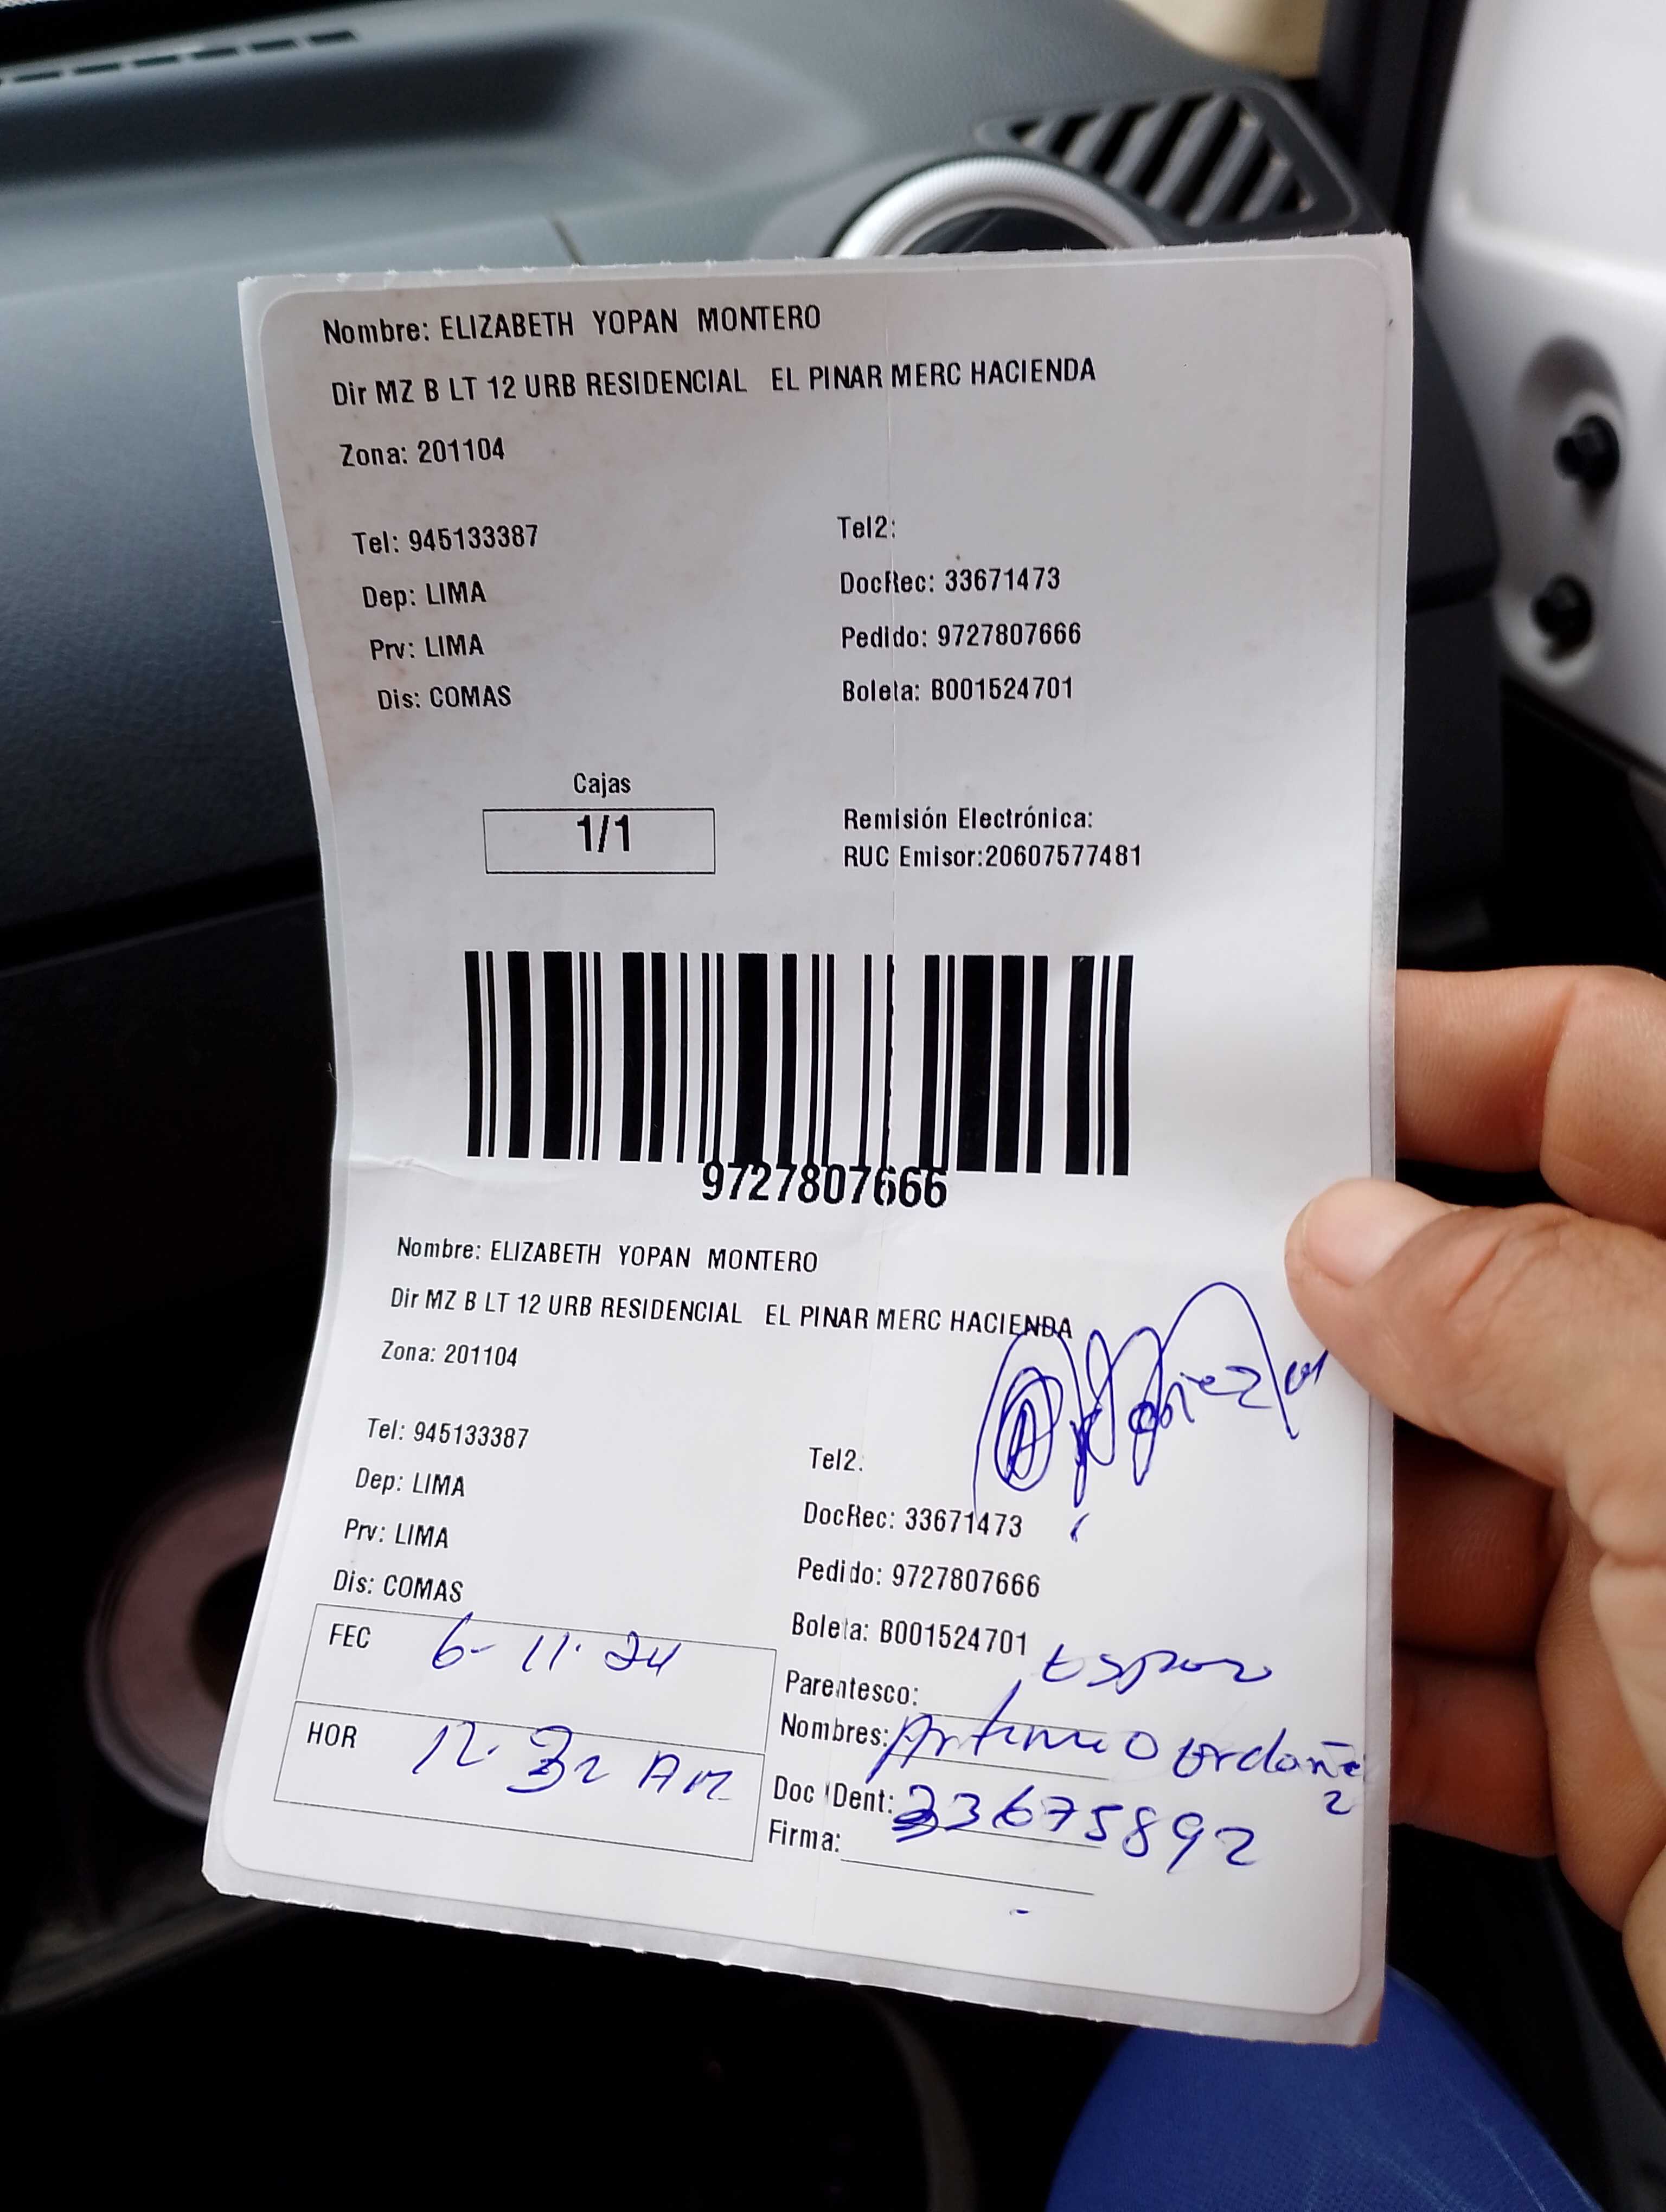 Nombre: ELIZABETH YOPAN MONTERO
Dir MZ B LT 12 URB RESIDENCIAL EL PINAR MERC HACIENDA
Zona: 201104
Tel: 945133387
Tel2:
Dep: LIMA
DocRec: 33671473
Prv: LIMA
Pedido: 9727807666
Dis: COMAS
Boleta: B001524701
Cajas
1/1
Remisión Electrónica:
RUC Emisor:20607577481
9727807666
Nombre: ELIZABETH YOPAN MONTERO
Dir MZ B LT 12 URB RESIDENCIAL EL PINAR MERC HACIENDA
Zona: 201104
Tel: 945133387
Tel2:
Dep: LIMA
DocRec: 33671473
Prv: LIMA
Pedido: 9727807666
Dis: COMAS
Boleta: B001524701
FEC 6-11-24
Parentesco: Esposo
HOR 12.32 AM
Nombres: Artemio Ordoñez
Doc Dent: 33675892
Firma: